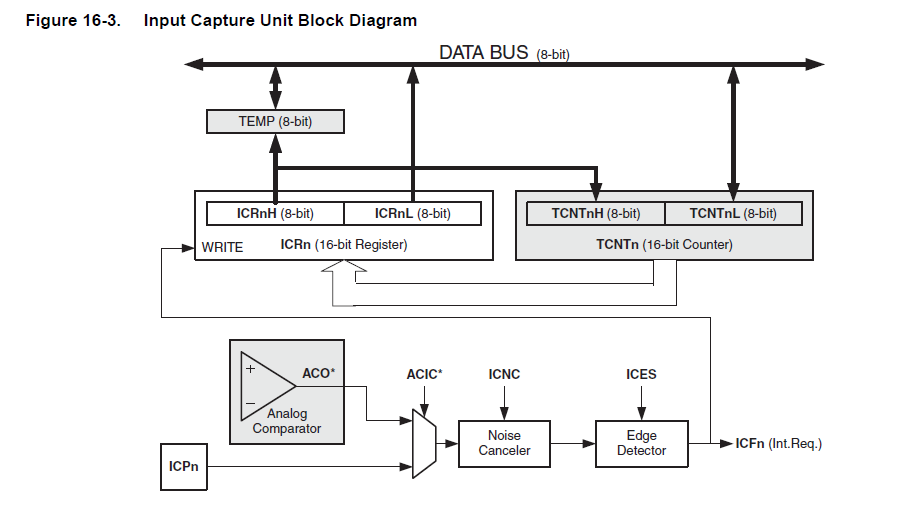 Figure 16-3. Input Capture Unit Block Diagram
DATA BUS (8-bit)
TEMP (8-bit)
ICRnH (8-bit)
ICRnL (8-bit)
TCNTnH (8-bit)
TCNTnL (8-bit)
WRITE
ICRn (16-bit Register)
TCNTn (16-bit Counter)
+
ACO*
−
Analog
Comparator
ACIC*
ICNC
ICES
Noise
Canceler
Edge
Detector
ICFn (Int.Req.)
ICPn